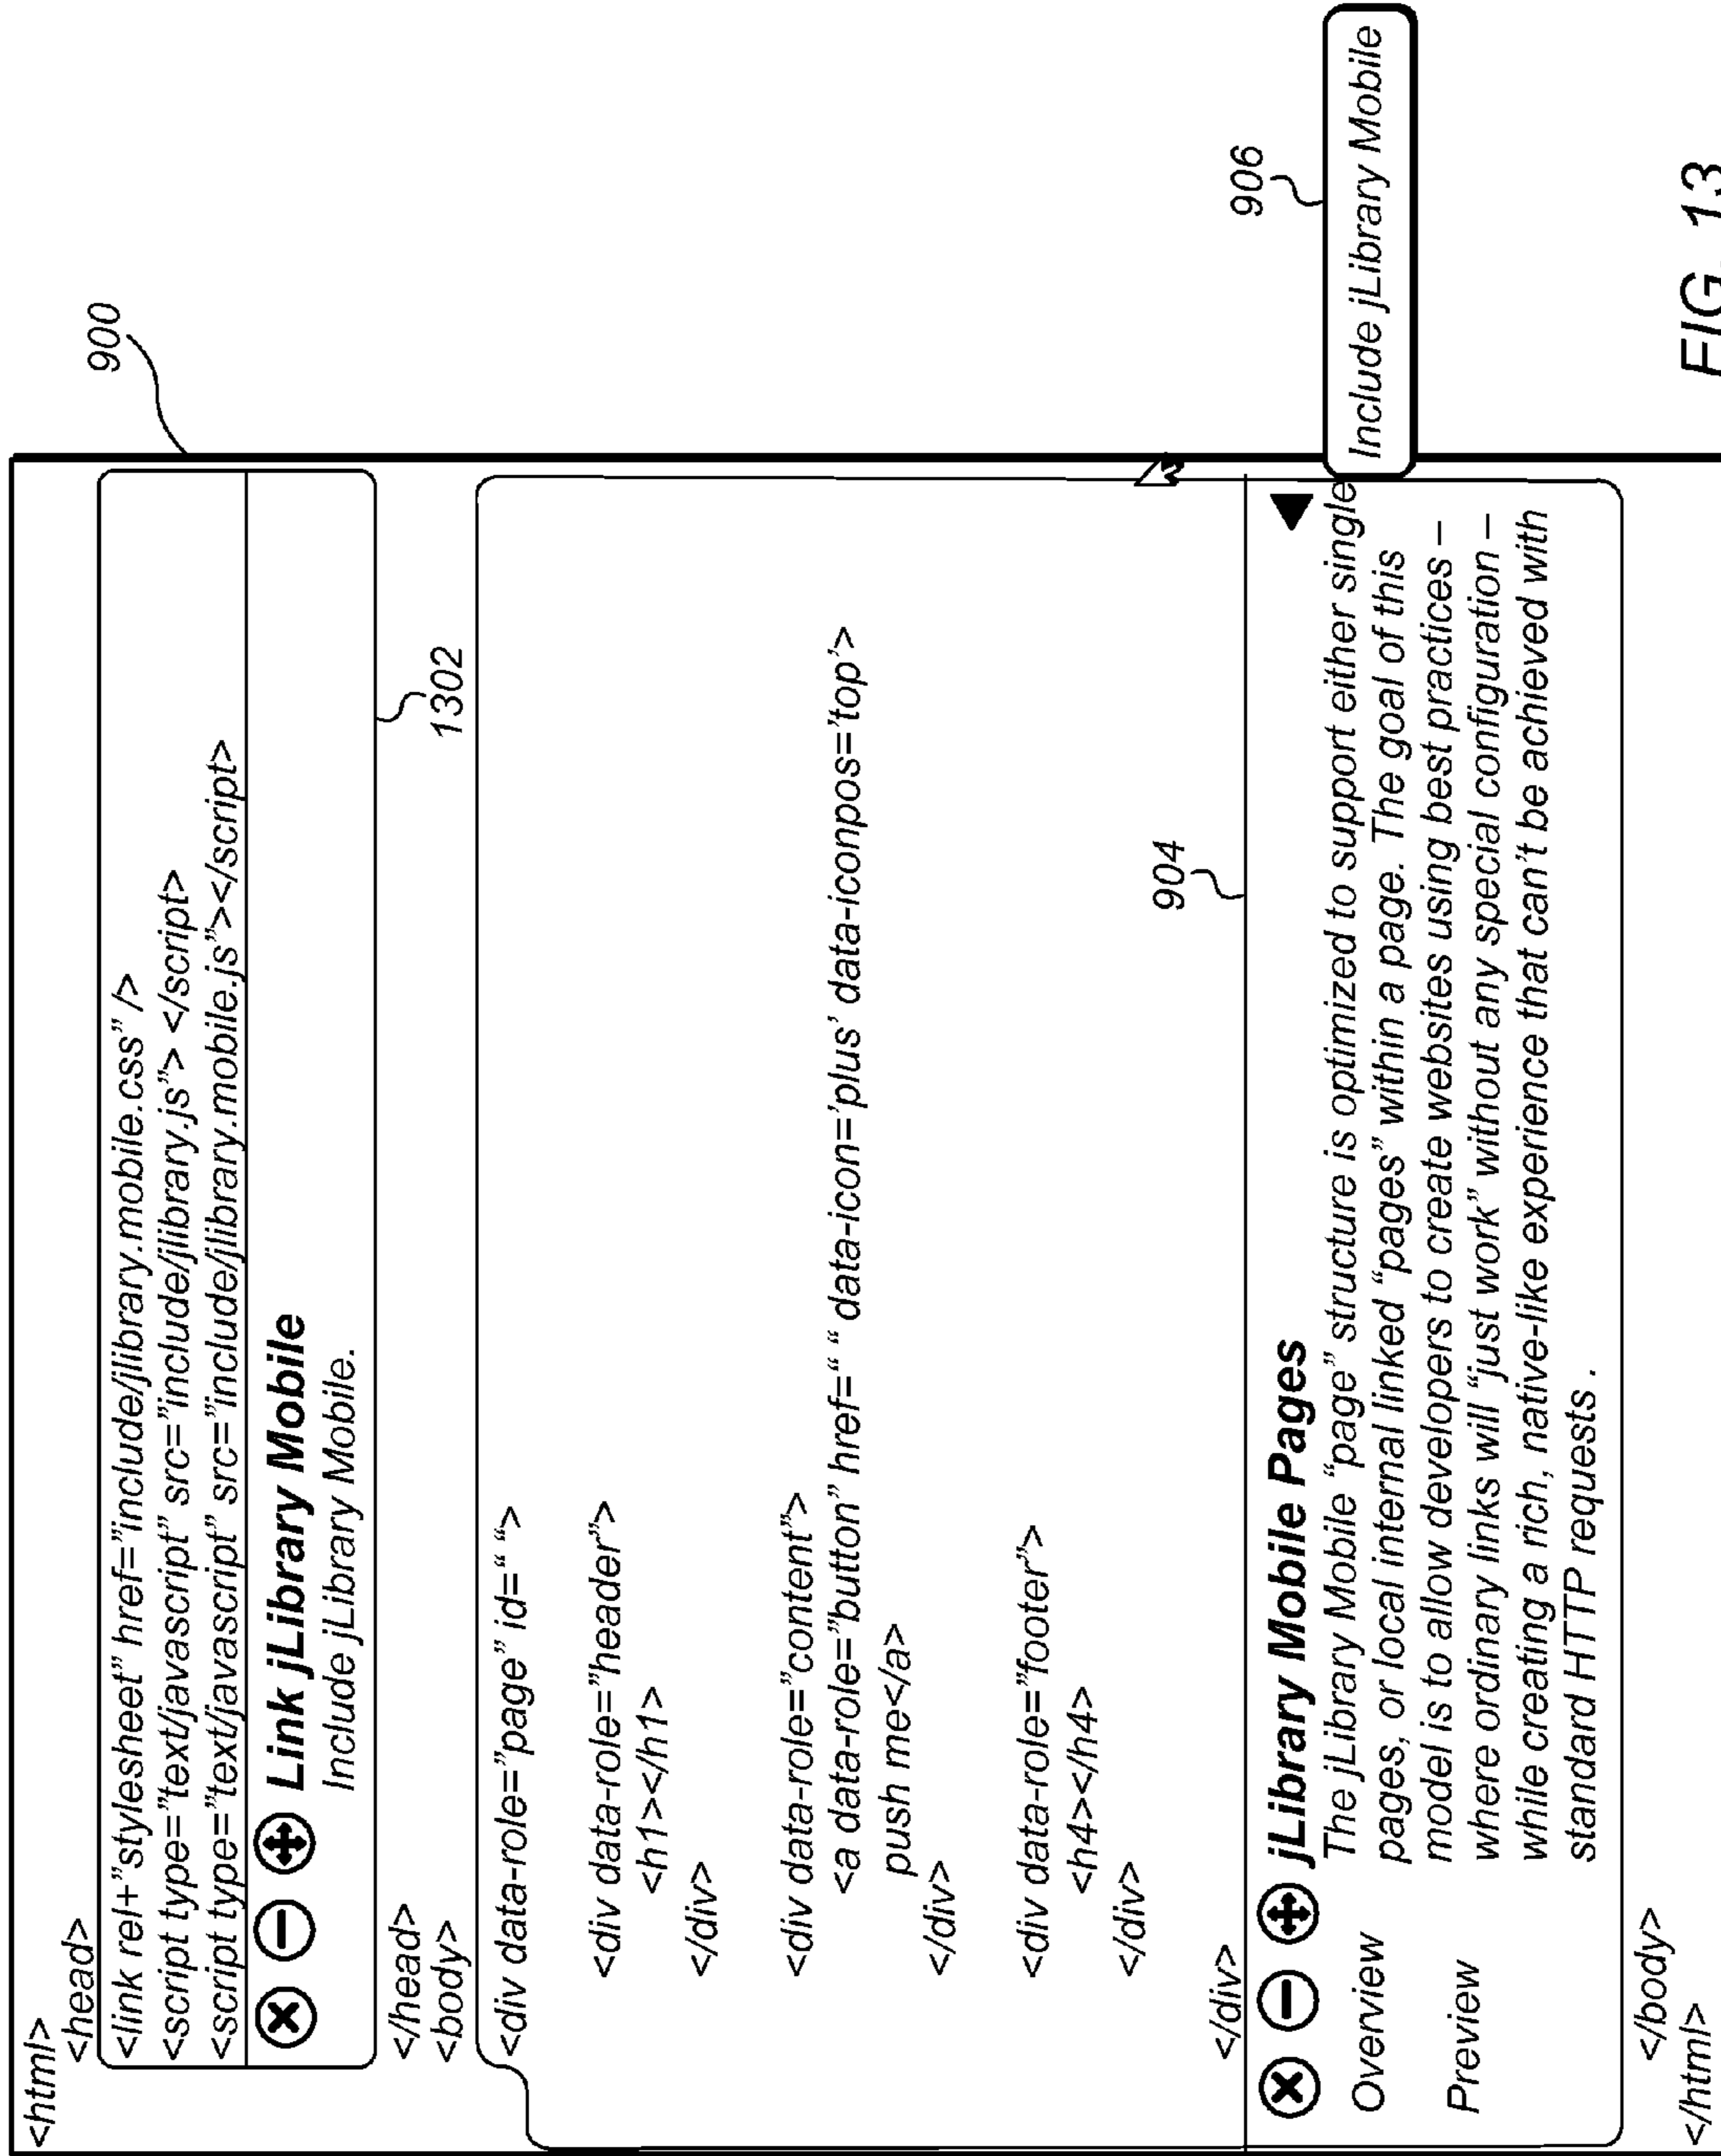 <html>
<head>
<link rel+”stylesheet” href=”include/jlibrary.mobile.css” />
<script type=”text/javascript” src=”include/jlibrary.js”> </script>
<script type=”text/javascript” src=”include/jlibrary.mobile.js”></script>
Link jLibrary Mobile
Include jLibrary Mobile.
900
1302
</head>
<body>
<div data-role=”page” id=“ “>
<div data-role=”header”>
<h1></h1>
</div>
<div data-role=”content”>
<a data-role=”button” href=“ “ data-icon=’plus’ data-iconpos=’top’>
push me</a>
</div>
<div data-role=”footer”>
<h4></h4>
</div>
</div>
904
jLibrary Mobile Pages
Overview
Preview
The jLibrary Mobile “page” structure is optimized to support either single
pages, or local internal linked “pages” within a page. The goal of this
model is to allow developers to create websites using best practices –
where ordinary links will “just work” without any special configuration –
while creating a rich, native-like experience that can’t be achieved with
standard HTTP requests .
906
Include jLibrary Mobile
</body>
</html>
FIG. 13